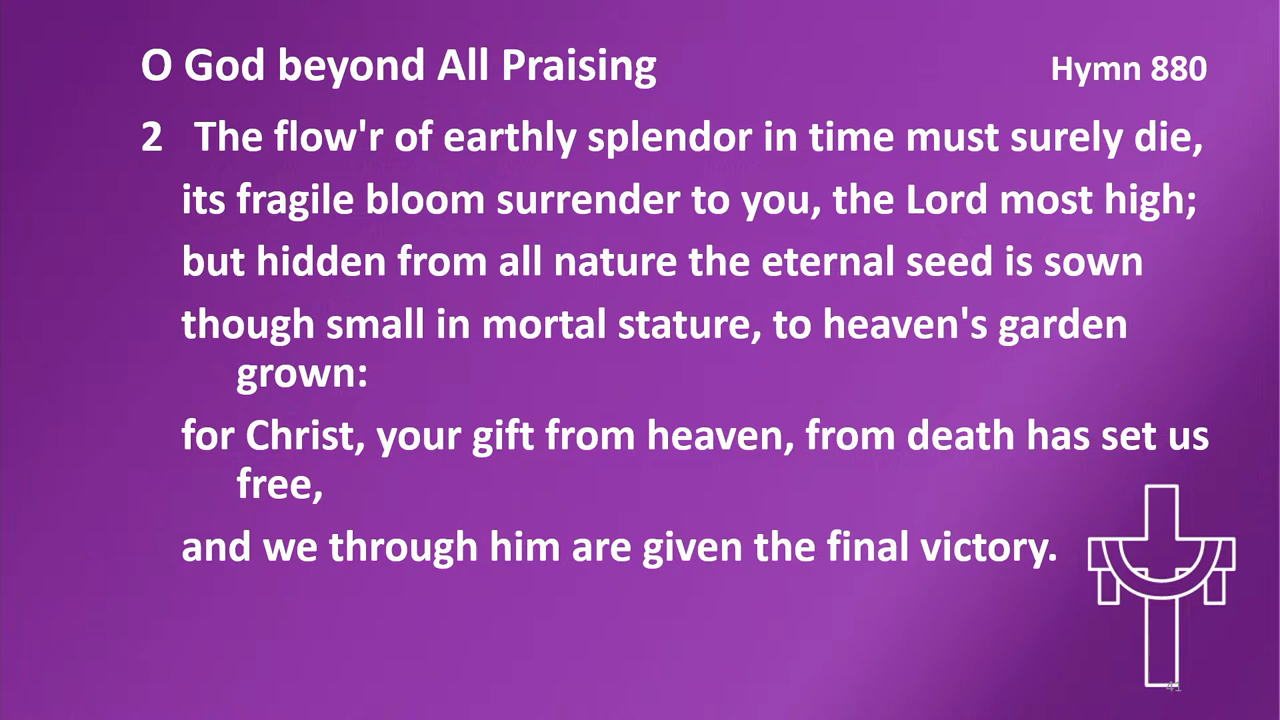 O God beyond All Praising
Hymn 880
2 The flow'r of earthly splendor in time must surely die,
its fragile bloom surrender to you, the Lord most high;
but hidden from all nature the eternal seed is sown
though small in mortal stature, to heaven's garden
grown:
for Christ, your gift from heaven, from death has set us
free,
and we through him are given the final victory.
41